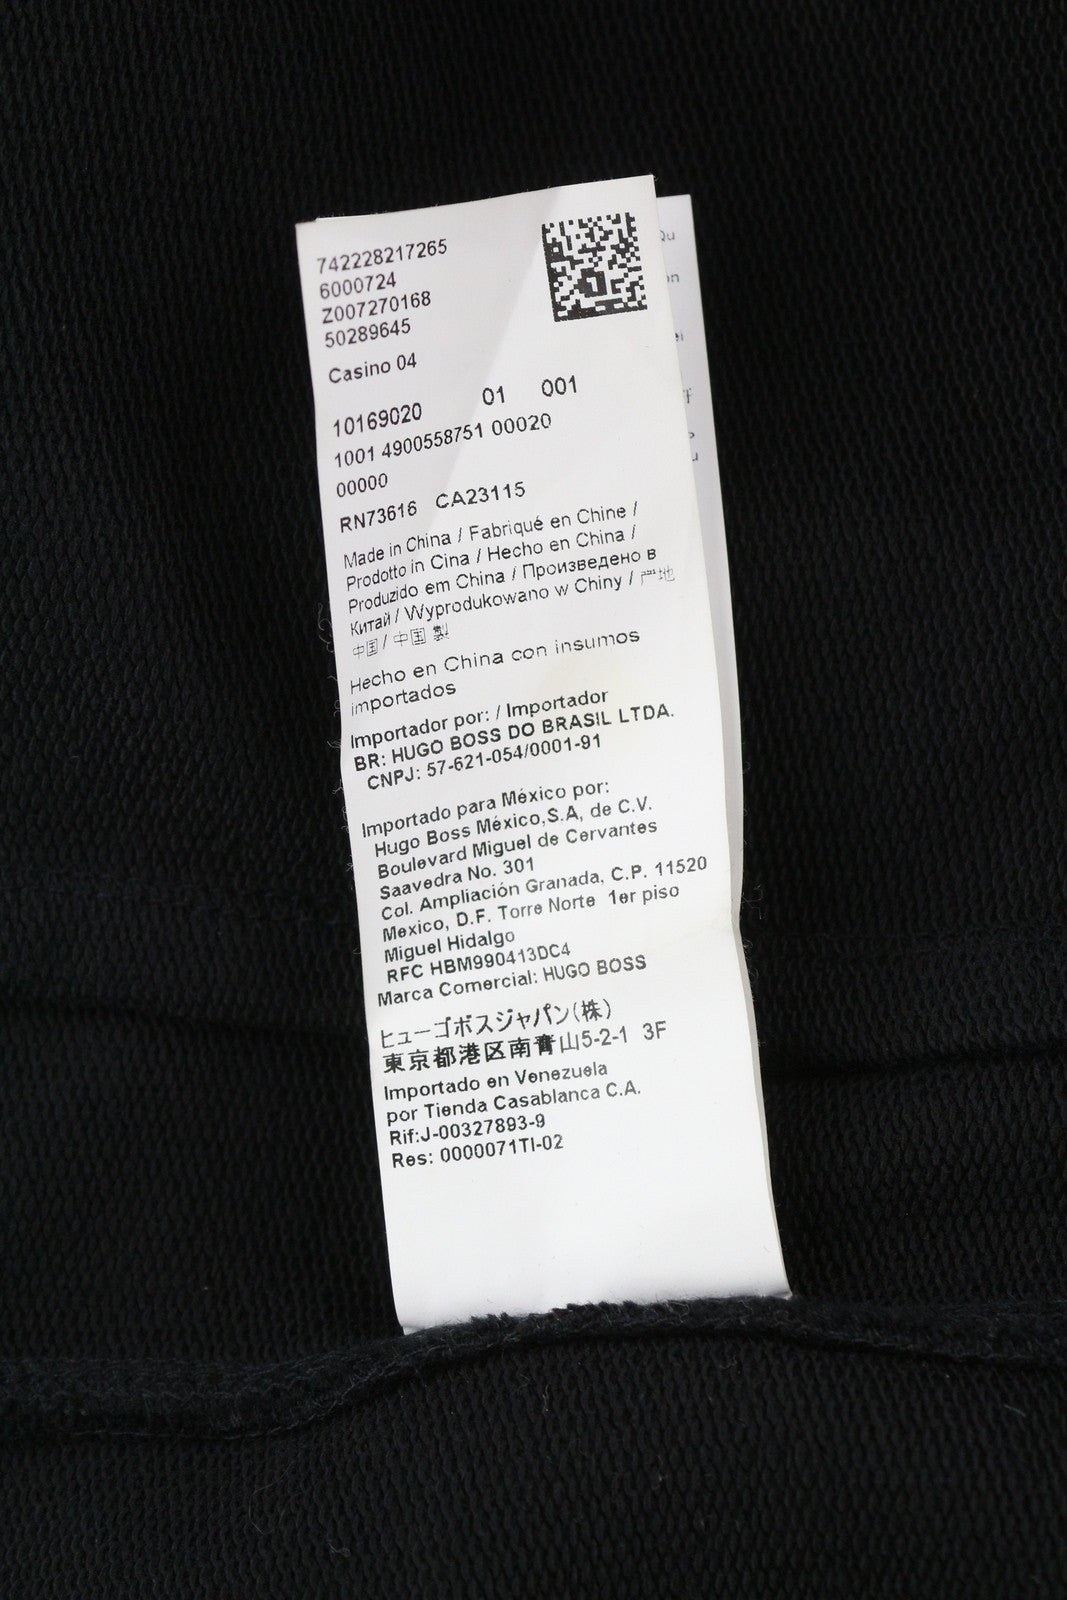 742228217265
6000724
Z007270168
50289645
Casino 04
10169020 01 001
1001 4900558751 00020
00000
RN73616 CA23115
Made in China / Fabriqué en Chine /
Prodotto in Cina / Hecho en China /
Produzido em China / Произведено в
Китай / Wyprodukowano w Chiny / 产地
中国 / 中国 製
Hecho en China con insumos
importados
Importador por: / Importador
BR: HUGO BOSS DO BRASIL LTDA.
CNPJ: 57-621-054/0001-91
Importado para México por:
Hugo Boss México,S.A, de C.V.
Boulevard Miguel de Cervantes
Saavedra No. 301
Col. Ampliación Granada, C.P. 11520
Mexico, D.F. Torre Norte 1er piso
Miguel Hidalgo
RFC HBM990413DC4
Marca Comercial: HUGO BOSS
ヒューゴボスジャパン(株)
東京都港区南青山5-2-1 3F
Importado en Venezuela
por Tienda Casablanca C.A.
Rif:J-00327893-9
Res: 0000071TI-02